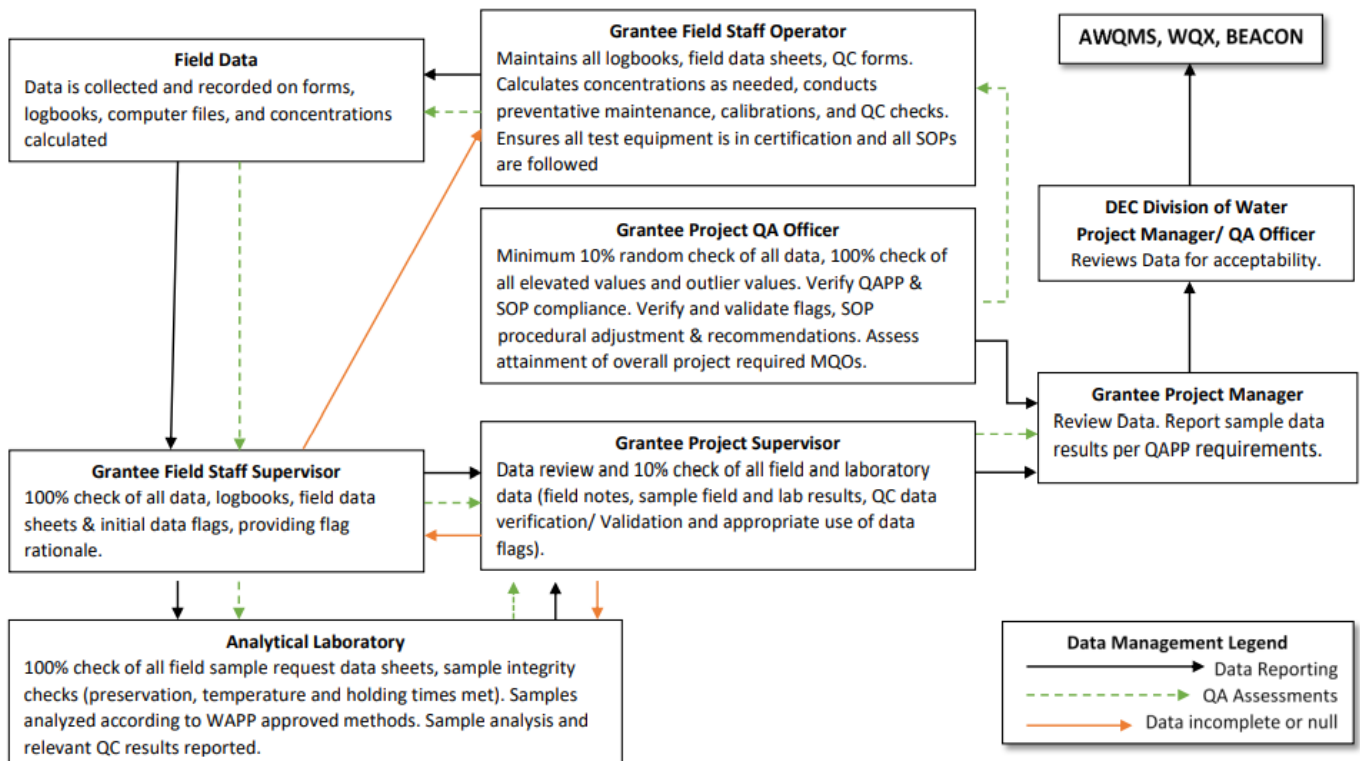 Field Data
Data is collected and recorded on forms,
logbooks, computer files, and concentrations
calculated
Grantee Field Staff Operator
Maintains all logbooks, field data sheets, QC forms.
Calculates concentrations as needed, conducts
preventative maintenance, calibrations, and QC checks.
Ensures all test equipment is in certification and all SOPs
are followed
AWQMS, WQX, BEACON
DEC Division of Water
Project Manager/ QA Officer
Reviews Data for acceptability.
Grantee Project QA Officer
Minimum 10% random check of all data, 100% check of
all elevated values and outlier values. Verify QAPP &
SOP compliance. Verify and validate flags, SOP
procedural adjustment & recommendations. Assess
attainment of overall project required MQOs.
Grantee Project Manager
Review Data. Report sample data
results per QAPP requirements.
Grantee Field Staff Supervisor
100% check of all data, logbooks, field data
sheets & initial data flags, providing flag
rationale.
Grantee Project Supervisor
Data review and 10% check of all field and laboratory
data (field notes, sample field and lab results, QC data
verification/ Validation and appropriate use of data
flags).
Analytical Laboratory
100% check of all field sample request data sheets, sample integrity
checks (preservation, temperature and holding times met). Samples
analyzed according to WAPP approved methods. Sample analysis and
relevant QC results reported.
Data Management Legend
Data Reporting
QA Assessments
Data incomplete or null